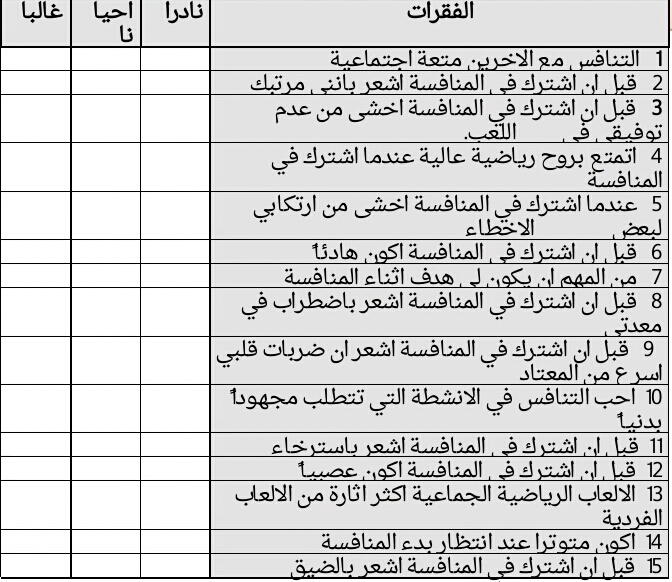 الفقرات نادرا احيا غالبا
نا
1 التنافس مع الاخرين متعة اجتماعية
2 قبل ان اشترك في المنافسة اشعر بانني مرتبك
3 قبل ان اشترك في المنافسة اخشى من عدم
توفيقي في اللعب.
4 اتمتع بروح رياضية عالية عندما اشترك في
المنافسة
5 عندما اشترك في المنافسة اخشى من ارتكابي
لبعض الاخطاء
6 قبل ان اشترك في المنافسة اكون هادئاً
7 من المهم ان يكون لي هدف اثناء المنافسة
8 قبل ان اشترك في المنافسة اشعر باضطراب في
معدتي
9 قبل ان اشترك في المنافسة اشعر ان ضربات قلبي
اسرع من المعتاد
10 احب التنافس في الانشطة التي تتطلب مجهوداً
بدنياً
11 قبل ان اشترك في المنافسة اشعر باسترخاء
12 قبل ان اشترك في المنافسة اكون عصبياً
13 الالعاب الرياضية الجماعية اكثر اثارة من الالعاب
الفردية
14 اكون متوترا عند انتظار بدء المنافسة
15 قبل ان اشترك في المنافسة اشعر بالضيق